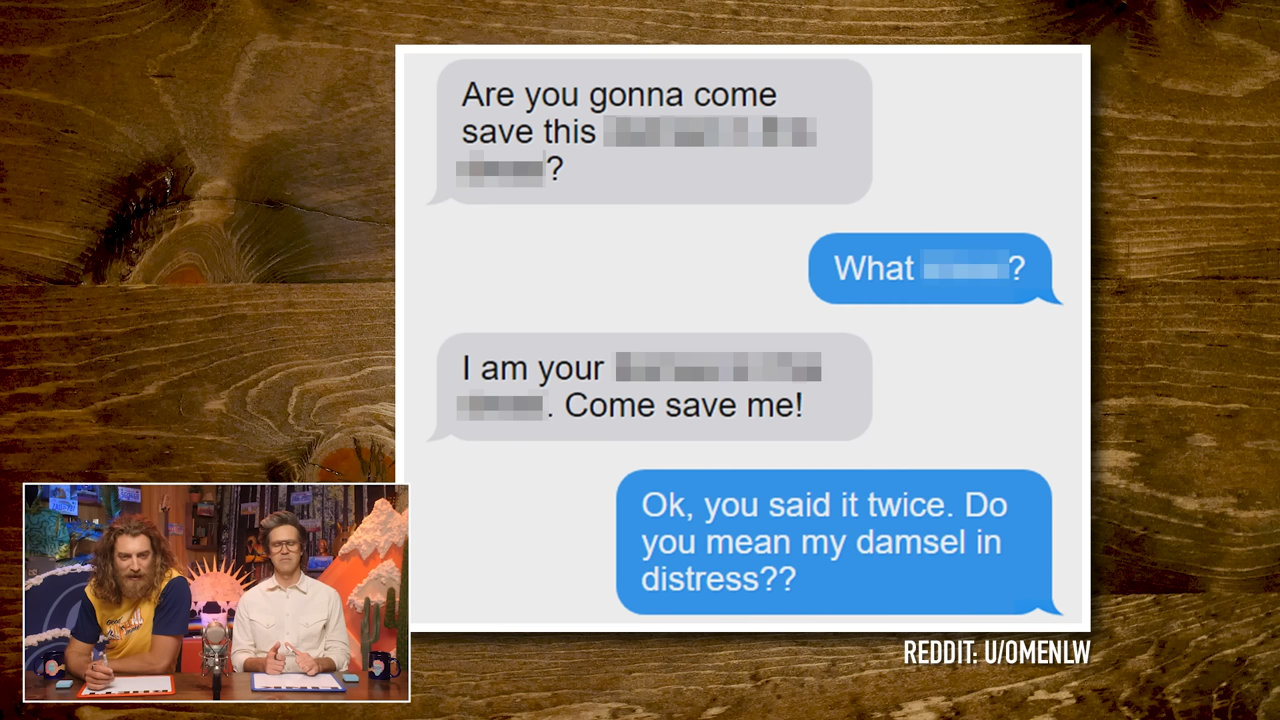 Are you gonna come
save this
?
What ?
I am your
. Come save me!
Ok, you said it twice. Do
you mean my damsel in
distress??
REDDIT: U/OMENLW